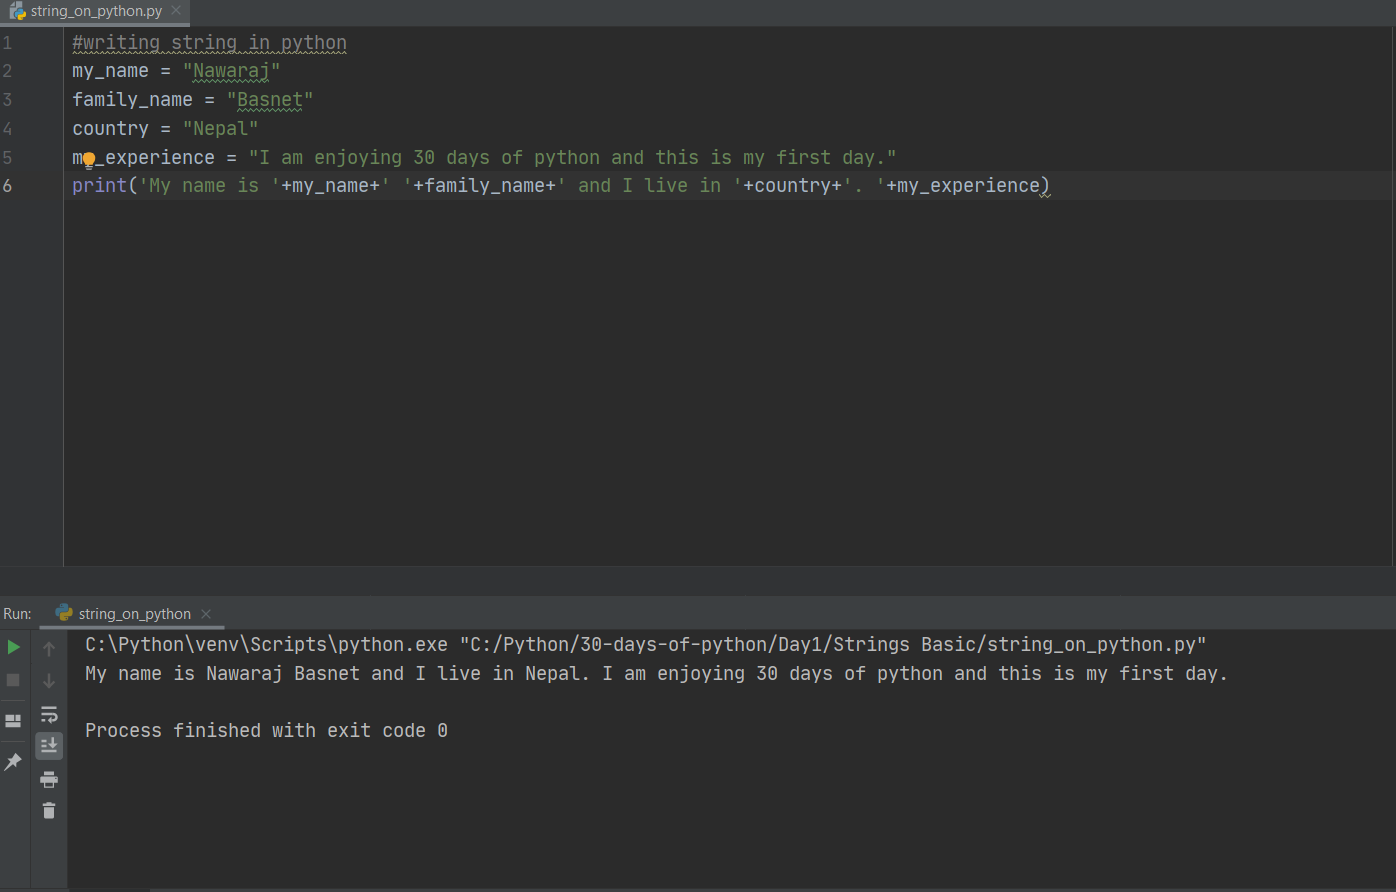 string_on_python.py
1 #writing string in python
2 my_name = "Nawaraj"
3 family_name = "Basnet"
4 country = "Nepal"
5 my_experience = "I am enjoying 30 days of python and this is my first day."
6 print('My name is '+my_name+' '+family_name+' and I live in '+country+'. '+my_experience)
Run: string_on_python
C:\Python\venv\Scripts\python.exe "C:/Python/30-days-of-python/Day1/Strings Basic/string_on_python.py"
My name is Nawaraj Basnet and I live in Nepal. I am enjoying 30 days of python and this is my first day.
Process finished with exit code 0